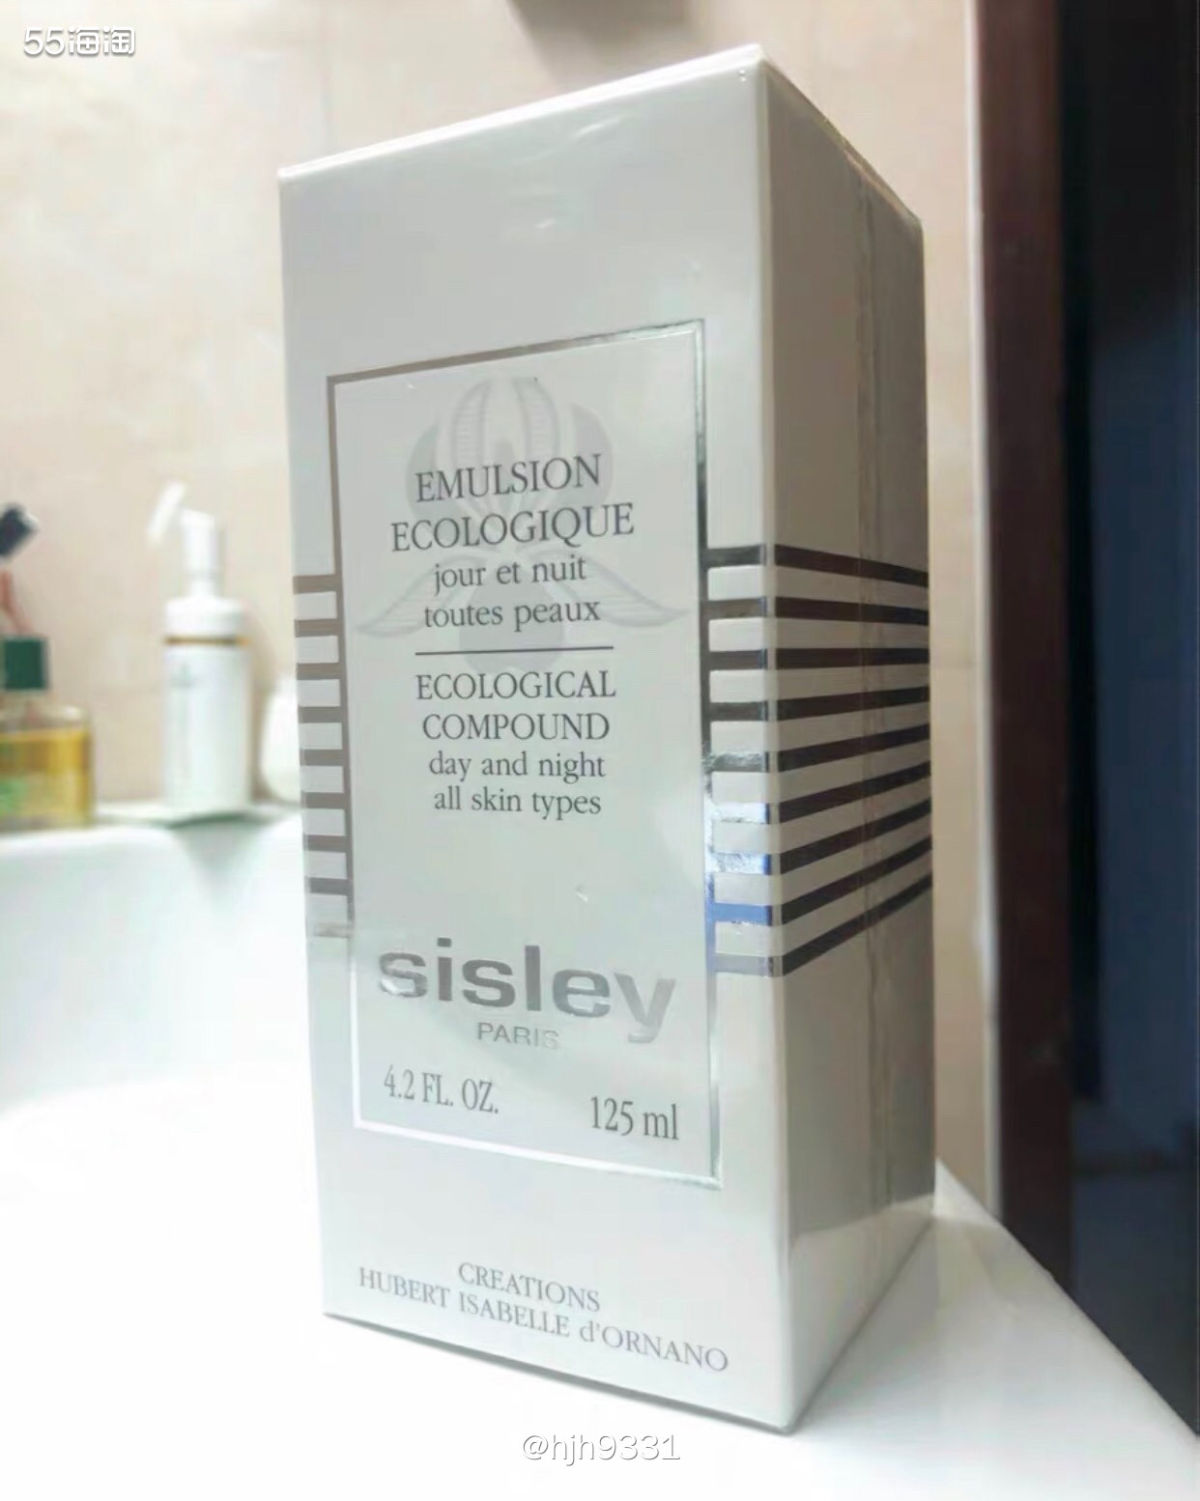 55海淘
EMULSION
ECOLOGIQUE
jour et nuit
toutes peaux
ECOLOGICAL
COMPOUND
day and night
all skin types
sisley
PARIS
4.2 FL. OZ. 125 ml
CREATIONS
HUBERT ISABELLE d'ORNANO
@hjh9331